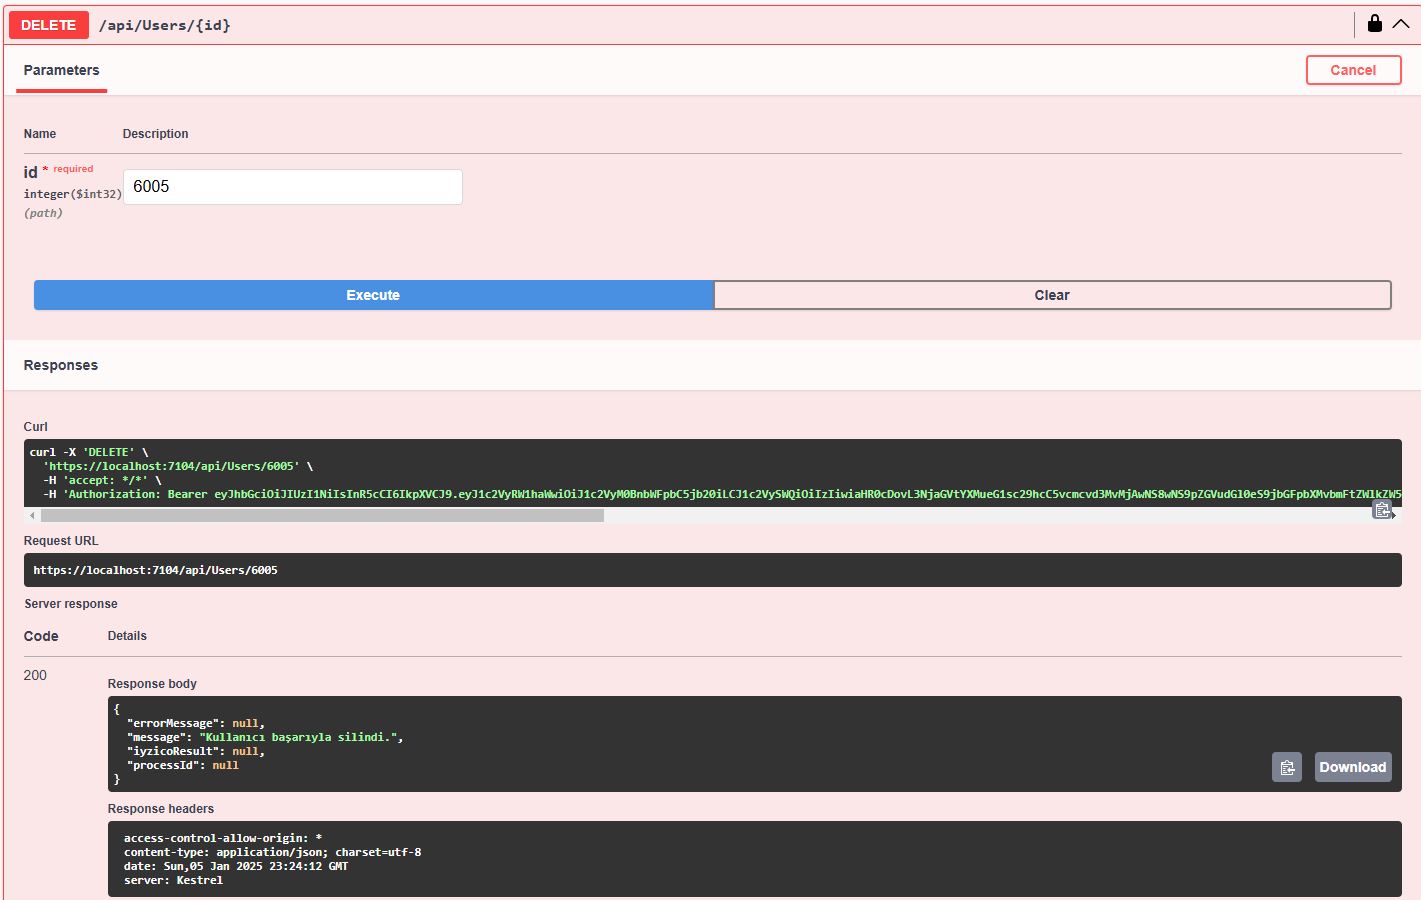 DELETE /api/Users/{id}
Parameters
Cancel
Name Description
id * required
integer($int32)
(path)
6005
Execute Clear
Responses
Curl
curl -X 'DELETE' \
'https://localhost:7104/api/Users/6005' \
-H 'accept: */*' \
-H 'Authorization: Bearer
Request URL
https://localhost:7104/api/Users/6005
Server response
Code Details
200
Response body
{
"errorMessage": null,
"message": "Kullanıcı başarıyla silindi.",
"iyzicoResult": null,
"processId": null
}
Download
Response headers
access-control-allow-origin: *
content-type: application/json; charset=utf-8
date: Sun,05 Jan 2025 23:24:12 GMT
server: Kestrel